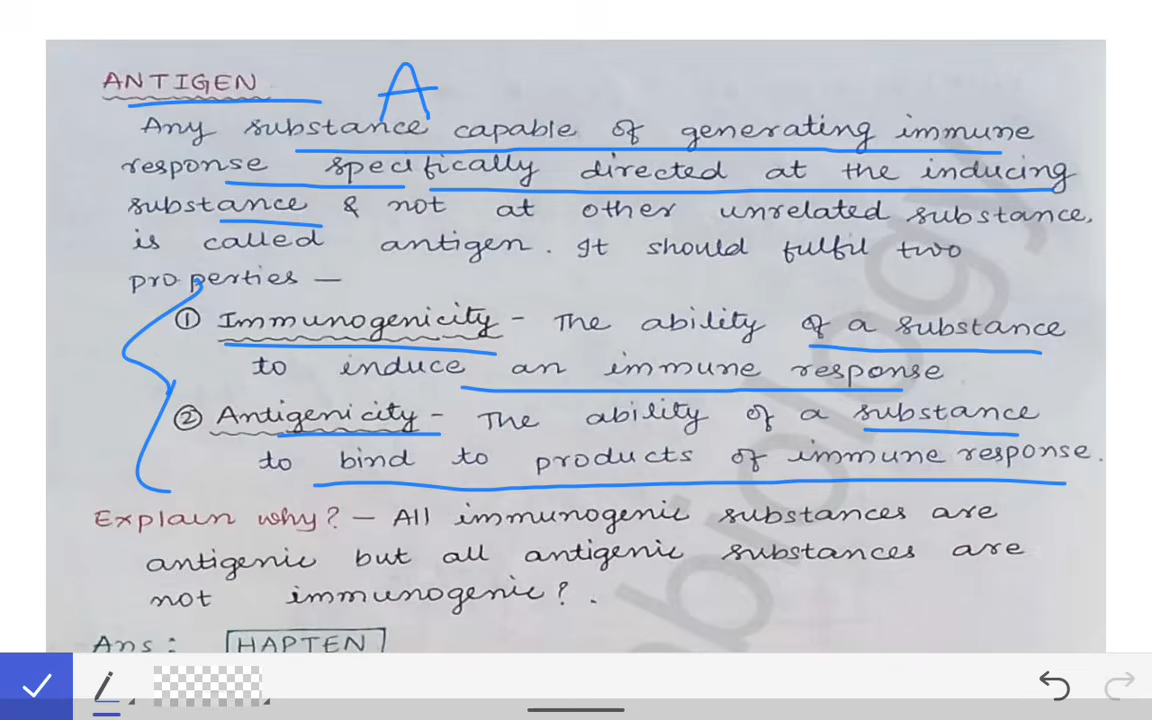 ANTIGEN A
Any substance capable of generating immune
response specifically directed at the inducing
substance & not at other unrelated substance,
is called antigen. It should fulfil two
properties —
① Immunogenicity - The ability of a substance
to induce an immune response
② Antigenicity - The ability of a substance
to bind to products of immune response.
Explain why? - All immunogenic substances are
antigenic but all antigenic substances are
not immunogenic?.
Ans: HAPTEN